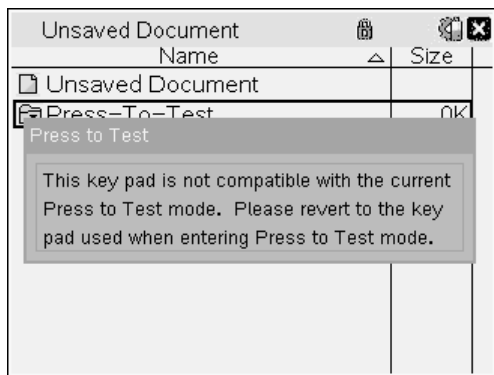 Unsaved Document
Name Size
Unsaved Document
Press-To-Test 0K
Press to Test
This key pad is not compatible with the current
Press to Test mode. Please revert to the key
pad used when entering Press to Test mode.